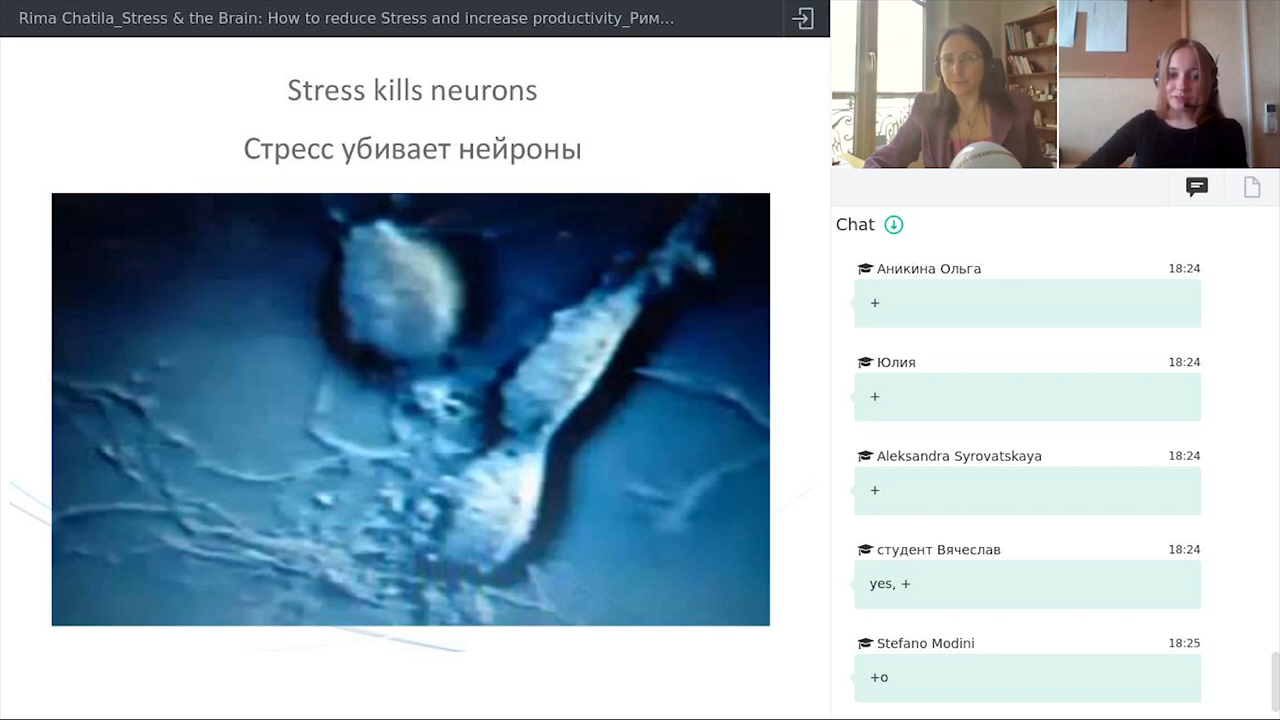 Rima Chatila_Stress & the Brain: How to reduce Stress and increase productivity_Рим...
Stress kills neurons
Стресс убивает нейроны
Chat
Аникина Ольга 18:24
+
Юлия 18:24
+
Aleksandra Syrovatskaya 18:24
+
студент Вячеслав 18:24
yes, +
Stefano Modini 18:25
+o